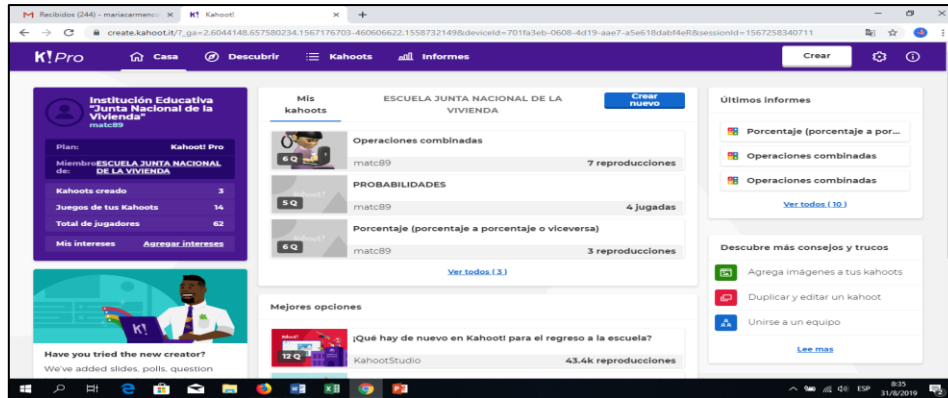 Recibidos (244) - mariacarmenc
K! Kahoot!
create.kahoot.it/?_ga=2.6044148.657580234.1567176703-460606622.1558732149&deviceId=701fa3eb-0608-4d19-aae7-a5e618dabf4eR&sessionId=1567258340711
K!Pro
Casa
Descubrir
Kahoots
Informes
Crear
Institución Educativa
"Junta Nacional de la
Vivienda"
matc89
Plan: Kahoot! Pro
Miembro de: ESCUELA JUNTA NACIONAL DE LA VIVIENDA
Kahoots creado 3
Juegos de tus Kahoots 14
Total de jugadores 62
Mis intereses Agregar intereses
K!
Have you tried the new creator?
We've added slides, polls, question
Mis kahoots
ESCUELA JUNTA NACIONAL DE LA VIVIENDA
Crear nuevo
Operaciones combinadas
6 Q
matc89 7 reproducciones
PROBABILIDADES
5 Q
matc89 4 jugadas
Porcentaje (porcentaje a porcentaje o viceversa)
6 Q
matc89 3 reproducciones
Ver todos (3)
Mejores opciones
¡Qué hay de nuevo en Kahoot! para el regreso a la escuela?
12 Q
KahootStudio 43.4k reproducciones
Últimos informes
Porcentaje (porcentaje a por...
Operaciones combinadas
Operaciones combinadas
Ver todos (10)
Descubre más consejos y trucos
Agrega imágenes a tus kahoots
Duplicar y editar un kahoot
Unirse a un equipo
Lee mas
ESP
8:35
31/8/2019